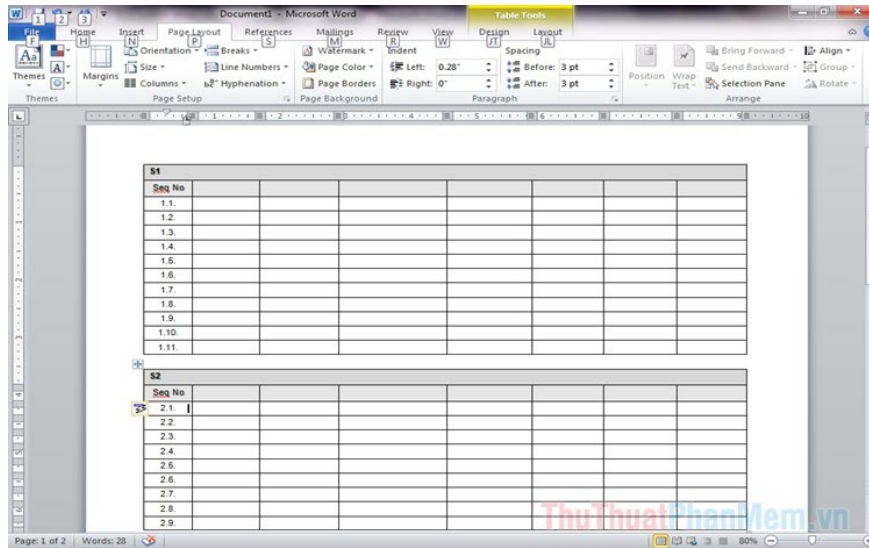 Document1 - Microsoft Word
Table Tools
1 2 3
File Home Insert Page Layout References Mailings Review View Design Layout
F H N P S M R W JT JL
Themes
Margins
Orientation
Size
Columns
Breaks
Line Numbers
Hyphenation
Watermark
Page Color
Page Borders
Indent
Left: 0.28"
Right: 0"
Spacing
Before: 3 pt
After: 3 pt
Position
Wrap
Text
Bring Forward
Send Backward
Selection Pane
Align
Group
Rotate
Themes Page Setup Page Background Paragraph Arrange
S1
Seq No
1.1.
1.2.
1.3.
1.4.
1.5.
1.6.
1.7.
1.8.
1.9.
1.10.
1.11.
S2
Seq No
2.1.
2.2.
2.3.
2.4.
2.5.
2.6.
2.7.
2.8.
2.9.
ThuThuatPhanMem.vn
Page: 1 of 2 Words: 28 80%